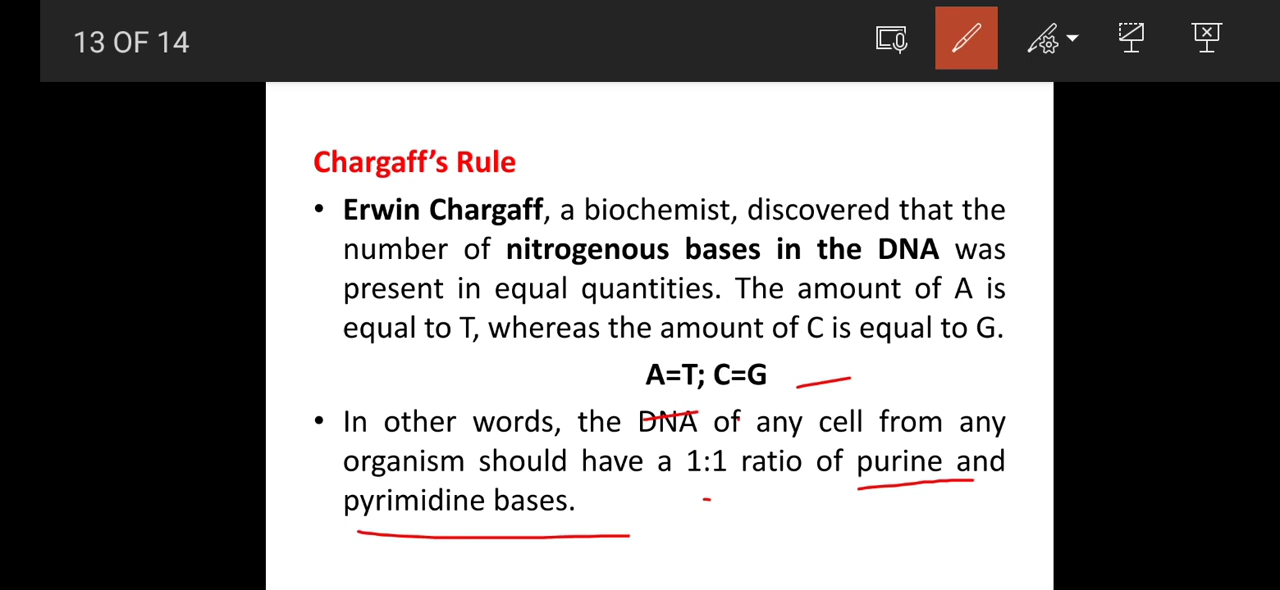 13 OF 14
Chargaff’s Rule
• Erwin Chargaff, a biochemist, discovered that the
number of nitrogenous bases in the DNA was
present in equal quantities. The amount of A is
equal to T, whereas the amount of C is equal to G.
A=T; C=G
• In other words, the DNA of any cell from any
organism should have a 1:1 ratio of purine and
pyrimidine bases.